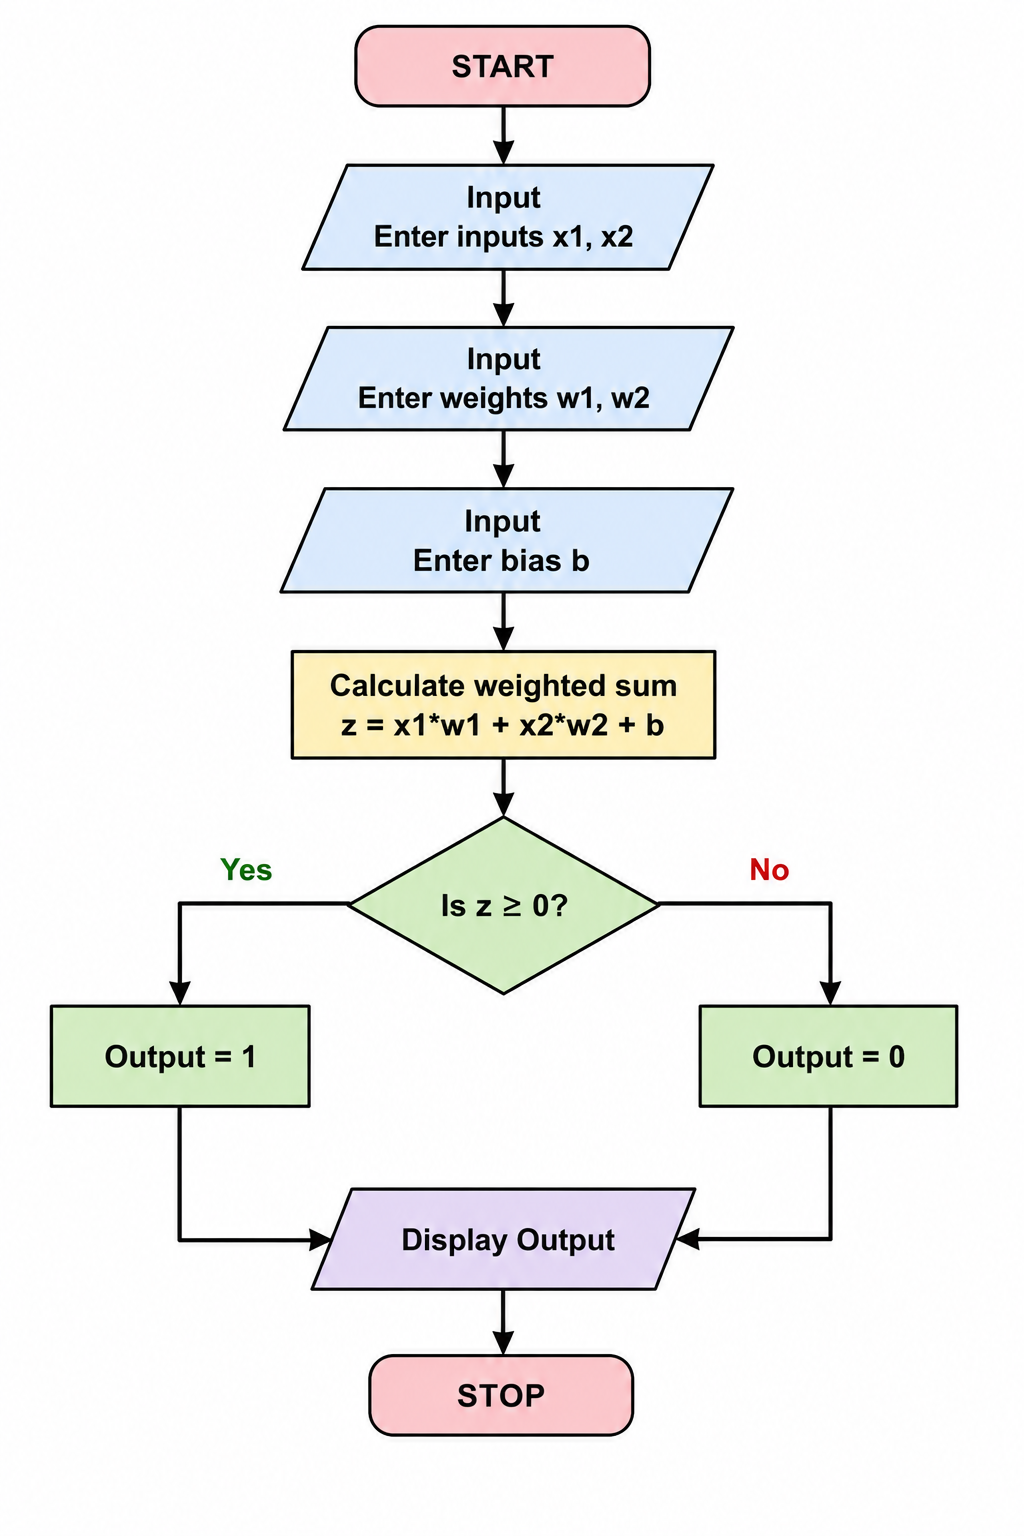 START
Input
Enter inputs x1, x2
Input
Enter weights w1, w2
Input
Enter bias b
Calculate weighted sum
z = x1*w1 + x2*w2 + b
Is z ≥ 0?
Yes
No
Output = 1
Output = 0
Display Output
STOP